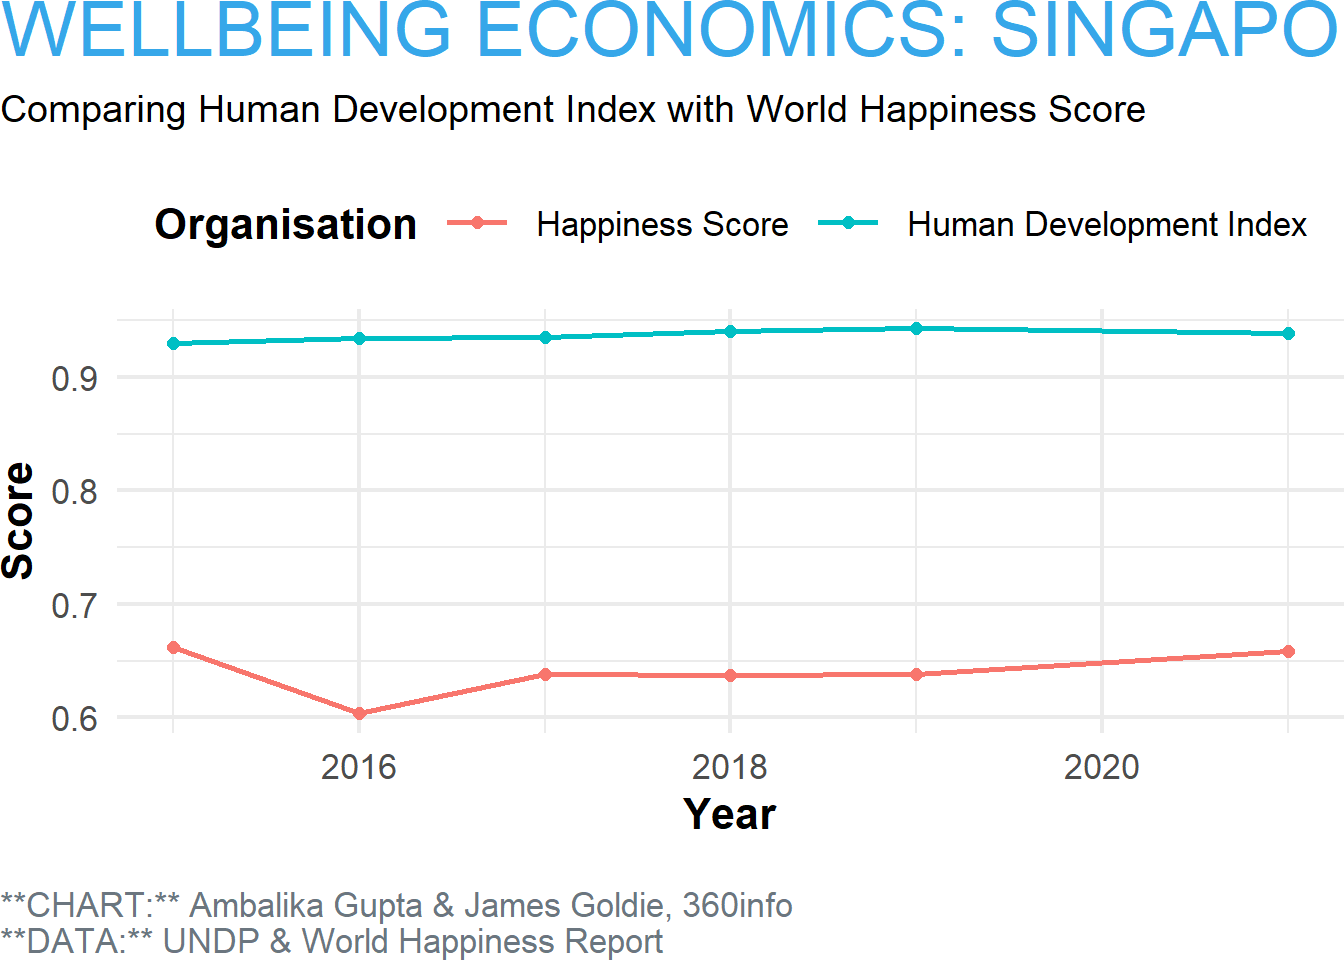 WELLBEING ECONOMICS: SINGAPO
Comparing Human Development Index with World Happiness Score
Organisation Happiness Score Human Development Index
0.9
0.8
0.7
0.6
Score
2016 2018 2020
Year
**CHART:** Ambalika Gupta & James Goldie, 360info
**DATA:** UNDP & World Happiness Report